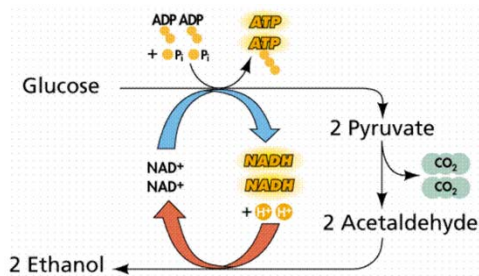 ADP ADP
+ Pi Pi
ATP
ATP
Glucose
2 Pyruvate
CO2
CO2
NAD+
NAD+
NADH
NADH
+ H+ H+
2 Acetaldehyde
2 Ethanol